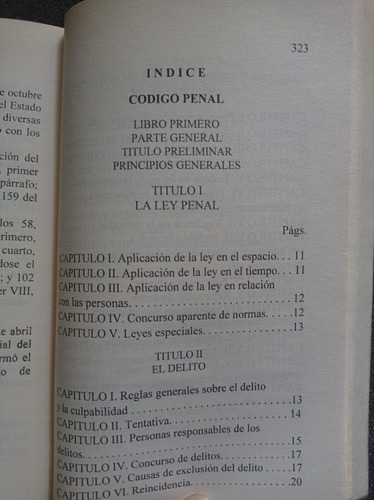 e octubre
el Estado
diversas
o con los
ción del
, primer
párrafo;
159 del
los 58,
rimero,
cuarto,
dose el
; y 102
er VIII,
e abril
ial del
rmó el
o de
323
INDICE
CODIGO PENAL
LIBRO PRIMERO
PARTE GENERAL
TITULO PRELIMINAR
PRINCIPIOS GENERALES
TITULO I
LA LEY PENAL
Págs.
CAPITULO I. Aplicación de la ley en el espacio. . . 11
CAPITULO II. Aplicación de la ley en el tiempo. . . 11
CAPITULO III. Aplicación de la ley en relación
con las personas. . . . . . . . . . . . . . . . . . . . . 12
CAPITULO IV. Concurso aparente de normas. . . 12
CAPITULO V. Leyes especiales. . . . . . . . . . . . . 13
TITULO II
EL DELITO
CAPITULO I. Reglas generales sobre el delito
y la culpabilidad . . . . . . . . . . . . . . . . . . . . . 13
CAPITULO II. Tentativa. . . . . . . . . . . . . . . . . 14
CAPITULO III. Personas responsables de los
delitos. . . . . . . . . . . . . . . . . . . . . . . . . . . 15
CAPITULO IV. Concurso de delitos. . . . . . . . . . 17
CAPITULO V. Causas de exclusión del delito . . . 17
CAPITULO VI. Reincidencia. . . . . . . . . . . . . . 20